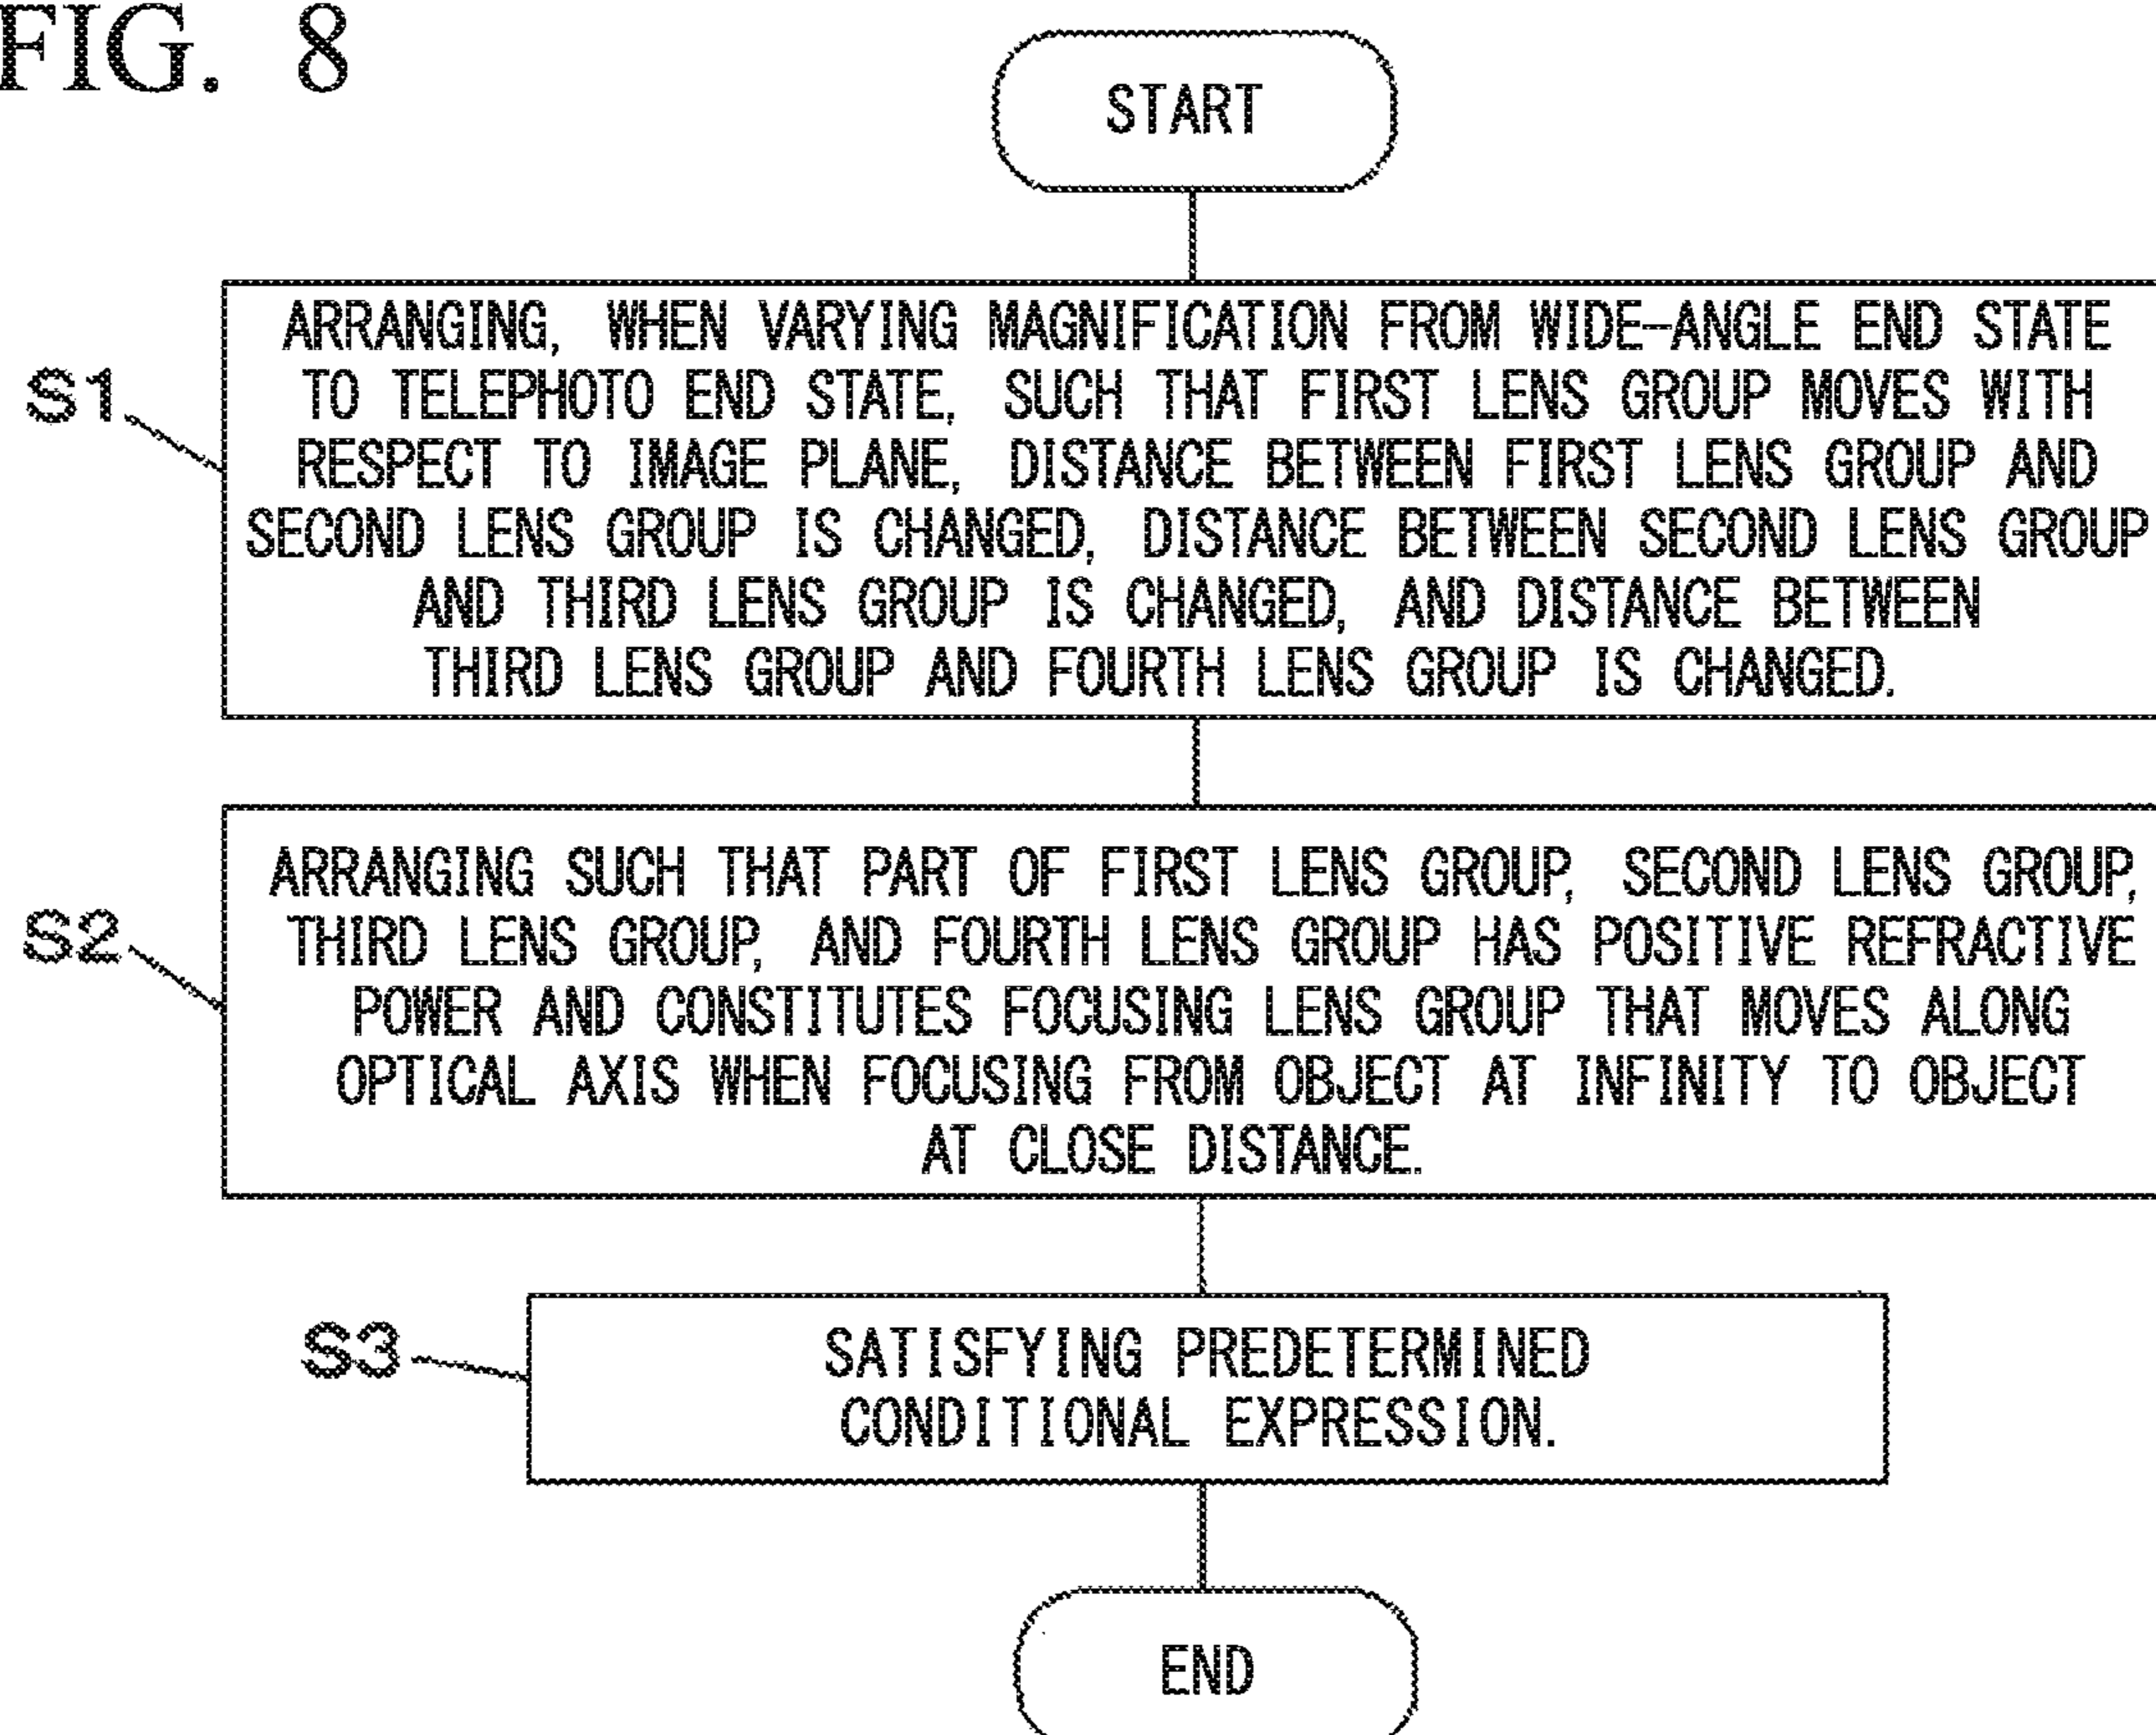 FIG. 8
START
S1
ARRANGING, WHEN VARYING MAGNIFICATION FROM WIDE-ANGLE END STATE
TO TELEPHOTO END STATE, SUCH THAT FIRST LENS GROUP MOVES WITH
RESPECT TO IMAGE PLANE, DISTANCE BETWEEN FIRST LENS GROUP AND
SECOND LENS GROUP IS CHANGED, DISTANCE BETWEEN SECOND LENS GROUP
AND THIRD LENS GROUP IS CHANGED, AND DISTANCE BETWEEN
THIRD LENS GROUP AND FOURTH LENS GROUP IS CHANGED.
S2
ARRANGING SUCH THAT PART OF FIRST LENS GROUP, SECOND LENS GROUP,
THIRD LENS GROUP, AND FOURTH LENS GROUP HAS POSITIVE REFRACTIVE
POWER AND CONSTITUTES FOCUSING LENS GROUP THAT MOVES ALONG
OPTICAL AXIS WHEN FOCUSING FROM OBJECT AT INFINITY TO OBJECT
AT CLOSE DISTANCE.
S3
SATISFYING PREDETERMINED
CONDITIONAL EXPRESSION.
END